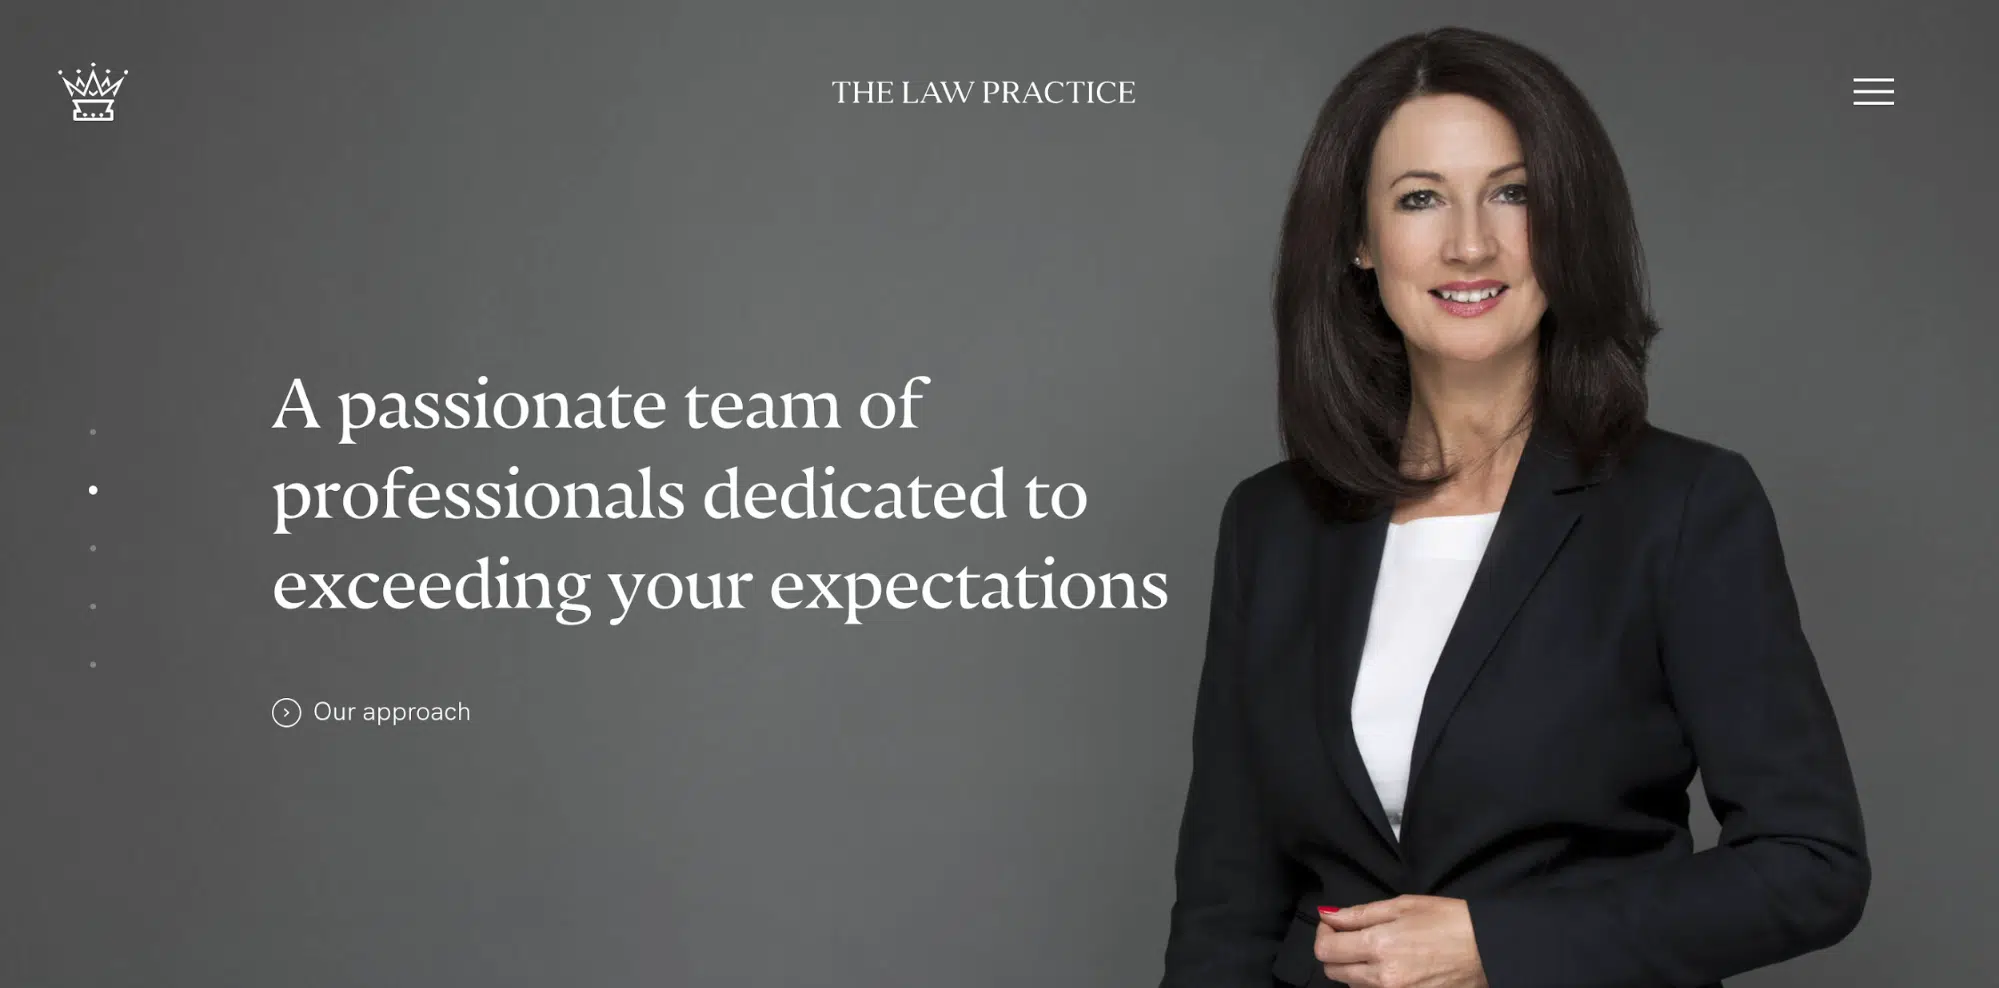 THE LAW PRACTICE
A passionate team of
professionals dedicated to
exceeding your expectations
Our approach